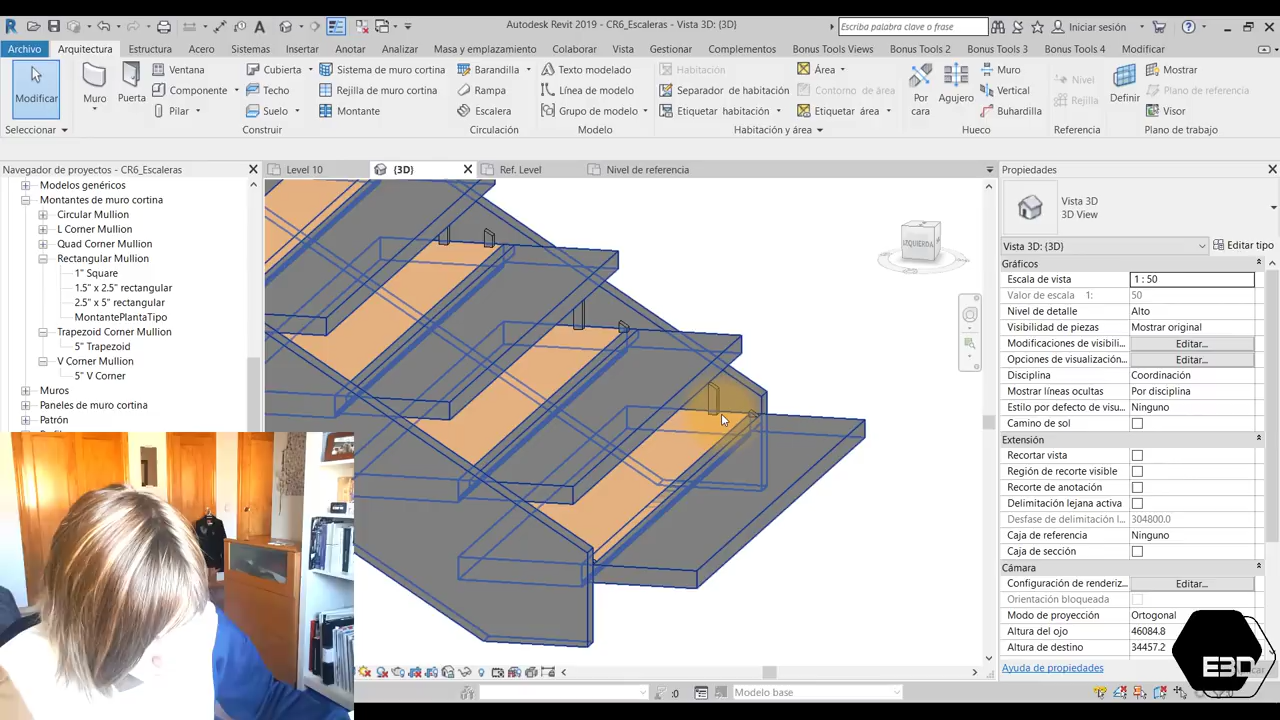 Autodesk Revit 2019 - CR6_Escaleras - Vista 3D: {3D}
Escriba palabra clave o frase
Iniciar sesión
Archivo Arquitectura Estructura Acero Sistemas Insertar Anotar Analizar Masa y emplazamiento Colaborar Vista Gestionar Complementos Bonus Tools Views Bonus Tools 2 Bonus Tools 3 Bonus Tools 4 Modificar
Modificar
Seleccionar
Muro
Puerta
Ventana
Componente
Pilar
Cubierta
Techo
Suelo
Sistema de muro cortina
Rejilla de muro cortina
Montante
Construir
Barandilla
Rampa
Escalera
Circulación
Texto modelado
Línea de modelo
Grupo de modelo
Modelo
Habitación
Separador de habitación
Etiquetar habitación
Área
Contorno de área
Etiquetar área
Habitación y área
Por
cara
Agujero
Muro
Vertical
Buhardilla
Hueco
Nivel
Rejilla
Referencia
Definir
Mostrar
Plano de referencia
Visor
Plano de trabajo
Navegador de proyectos - CR6_Escaleras
Modelos genéricos
Montantes de muro cortina
Circular Mullion
L Corner Mullion
Quad Corner Mullion
Rectangular Mullion
1" Square
1.5" x 2.5" rectangular
2.5" x 5" rectangular
MontantePlantaTipo
Trapezoid Corner Mullion
5" Trapezoid
V Corner Mullion
5" V Corner
Muros
Paneles de muro cortina
Patrón
Level 10
{3D}
Ref. Level
Nivel de referencia
IZQUIERDA
Propiedades
Vista 3D
3D View
Vista 3D: {3D}
Editar tipo
Gráficos
Escala de vista 1 : 50
Valor de escala 1: 50
Nivel de detalle Alto
Visibilidad de piezas Mostrar original
Modificaciones de visibili... Editar...
Opciones de visualización... Editar...
Disciplina Coordinación
Mostrar líneas ocultas Por disciplina
Estilo por defecto de visu... Ninguno
Camino de sol
Extensión
Recortar vista
Región de recorte visible
Recorte de anotación
Delimitación lejana activa
Desfase de delimitación l... 304800.0
Caja de referencia Ninguno
Caja de sección
Cámara
Configuración de renderiz... Editar...
Orientación bloqueada
Modo de proyección Ortogonal
Altura del ojo 46084.8
Altura de destino 34457.2
Ayuda de propiedades
:0
Modelo base
E3D